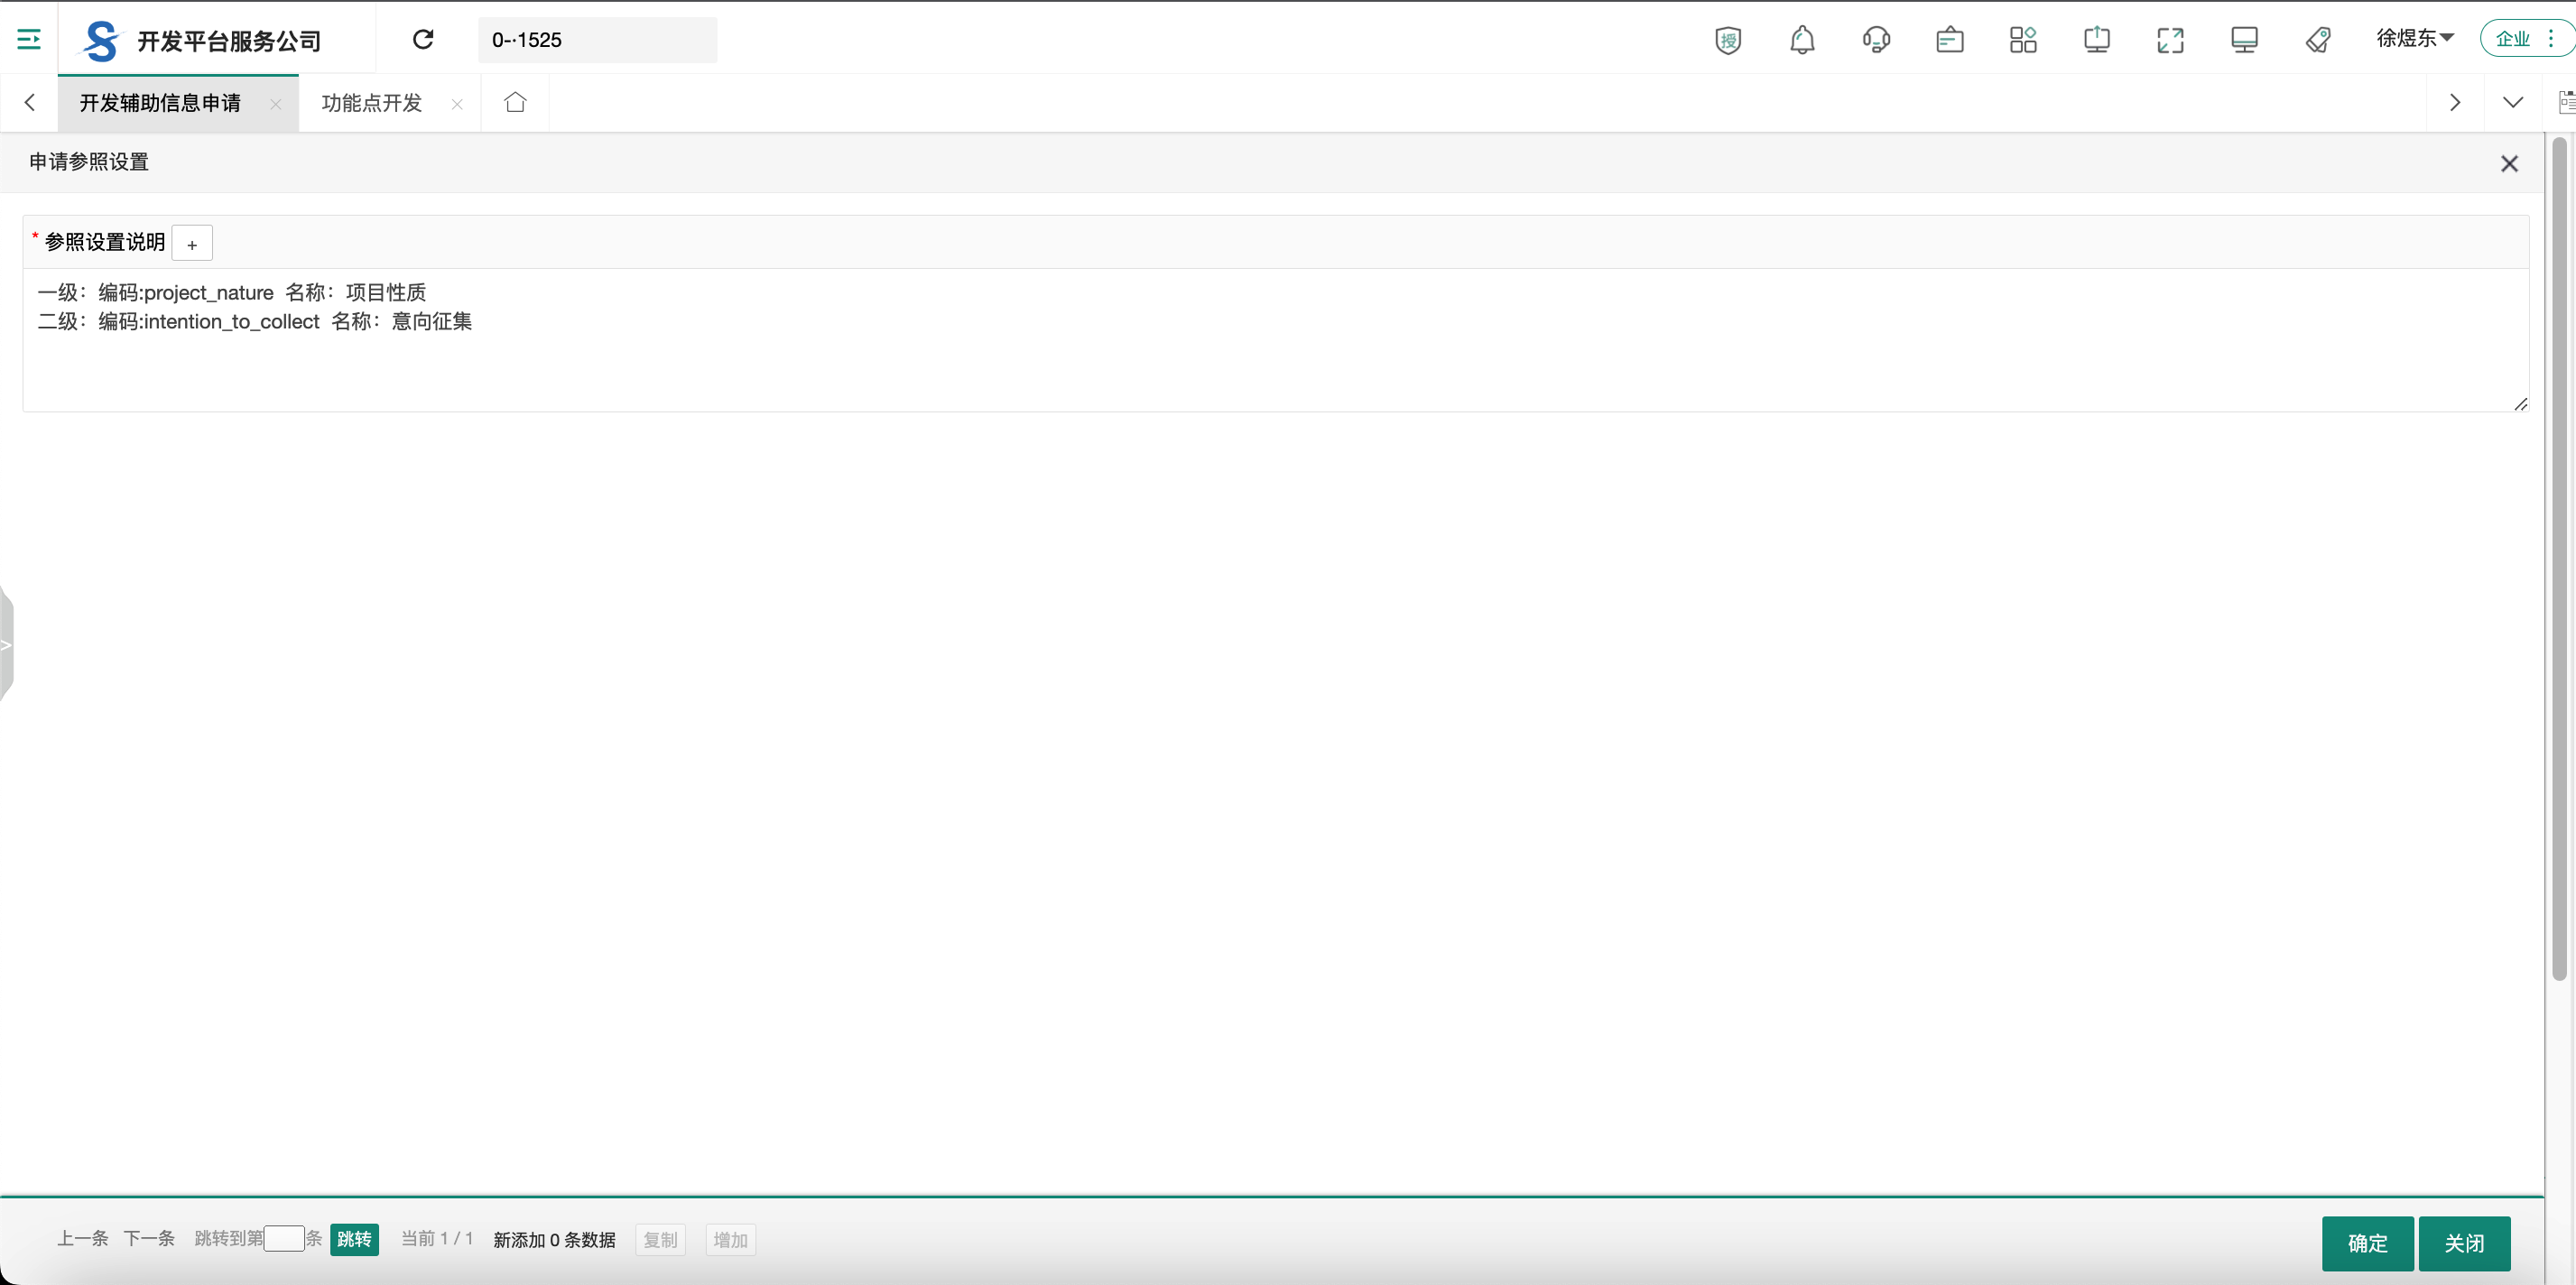 开发平台服务公司
0-·1525
授
徐煜东
企业
开发辅助信息申请
功能点开发
申请参照设置
* 参照设置说明 +
一级：编码:project_nature 名称：项目性质
二级：编码:intention_to_collect 名称：意向征集
上一条 下一条 跳转到第 条 跳转 当前 1 / 1 新添加 0 条数据 复制 增加
确定 关闭